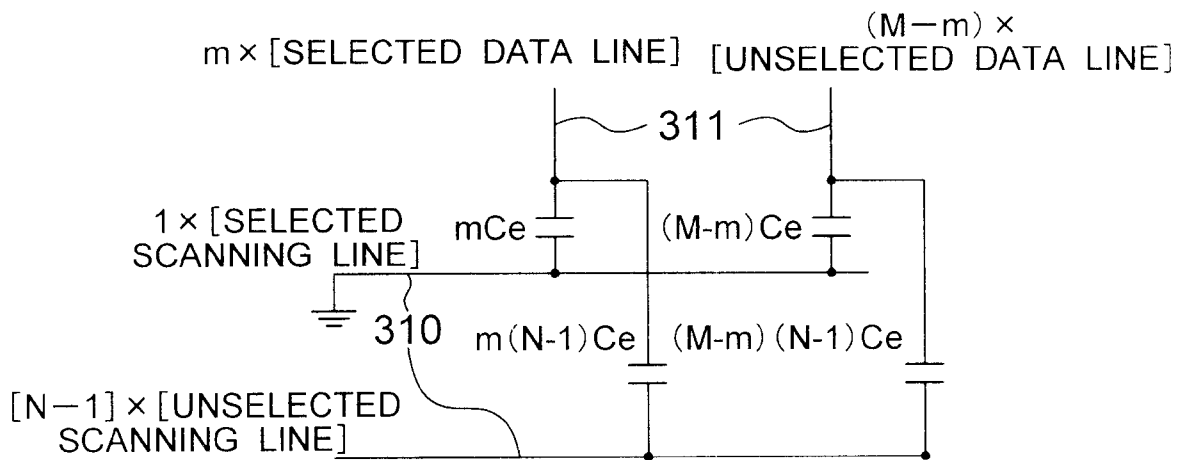 m×[SELECTED DATA LINE]
(M−m)×
[UNSELECTED DATA LINE]
311
1×[SELECTED
SCANNING LINE]
mCe
(M-m)Ce
310
m(N-1)Ce
(M-m)(N-1)Ce
[N−1]×[UNSELECTED
SCANNING LINE]